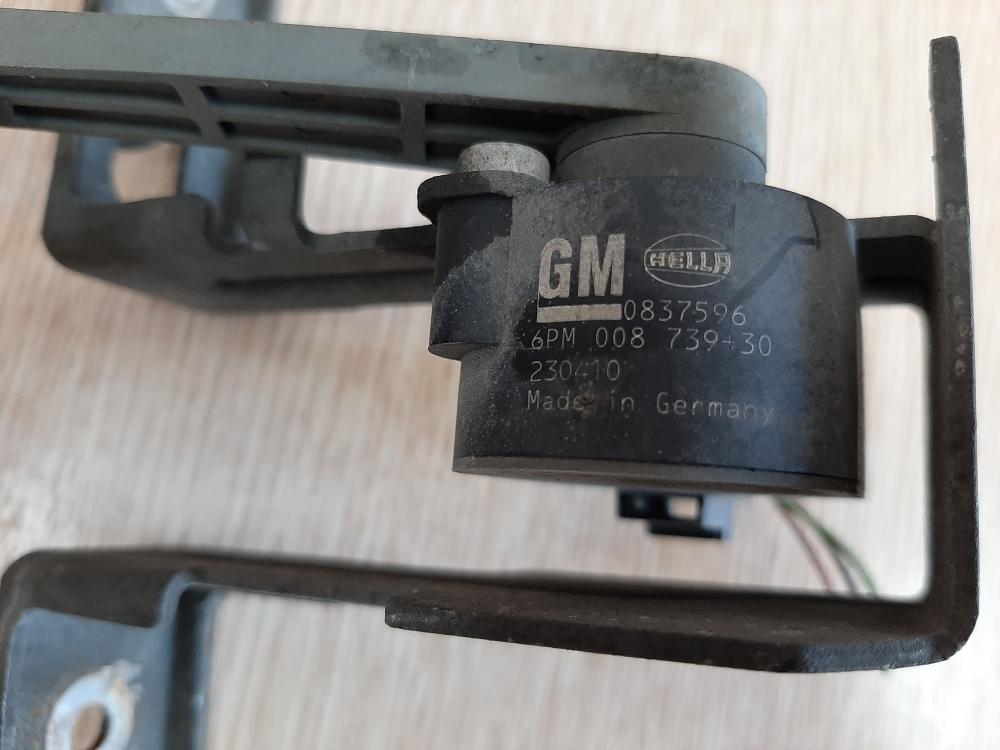 GM HELLA
0837596
6PM 008 739-30
230410
Made in Germany